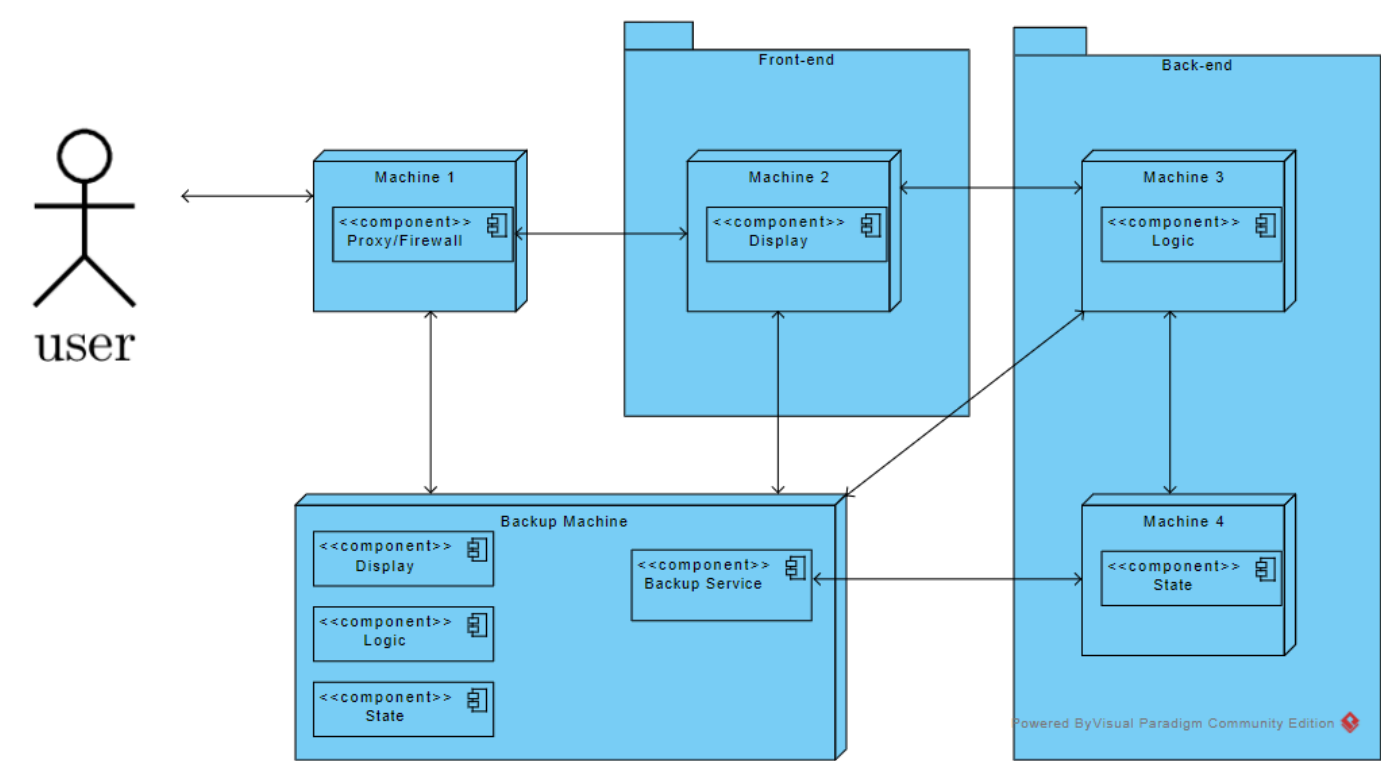 Front-end
Back-end
Machine 1
<<component>>
Proxy/Firewall
Machine 2
<<component>>
Display
Machine 3
<<component>>
Logic
user
Backup Machine
<<component>>
Display
<<component>>
Logic
<<component>>
State
<<component>>
Backup Service
Machine 4
<<component>>
State
Powered ByVisual Paradigm Community Edition